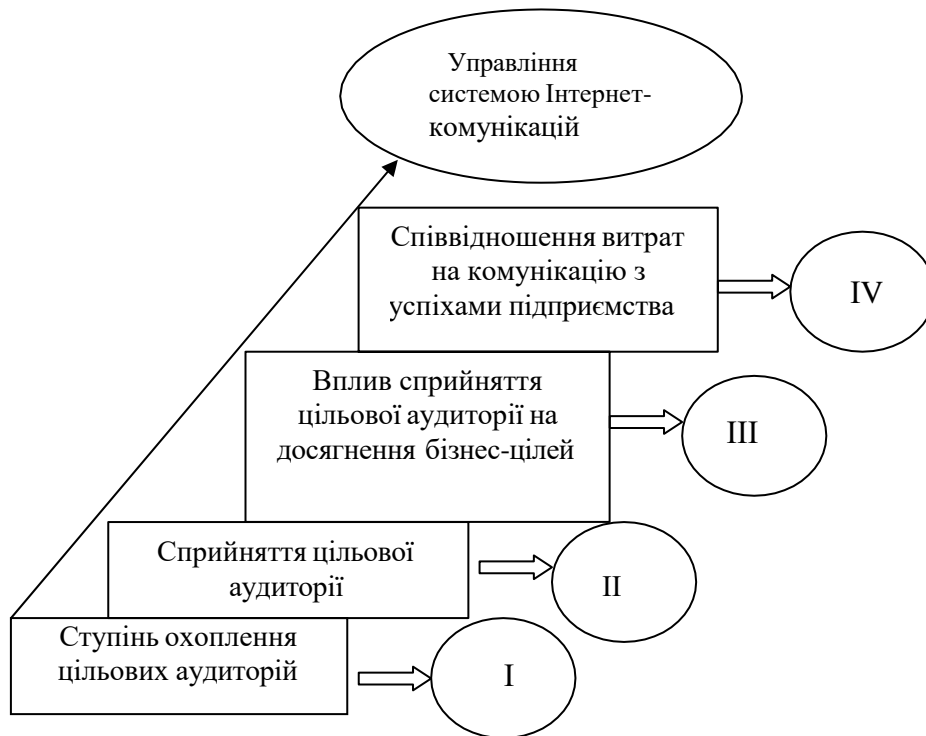 Управління
системою Інтернет-
комунікацій
Співвідношення витрат
на комунікацію з
успіхами підприємства
IV
Вплив сприйняття
цільової аудиторії на
досягнення бізнес-цілей
III
Сприйняття цільової
аудиторії
II
Ступінь охоплення
цільових аудиторій
I